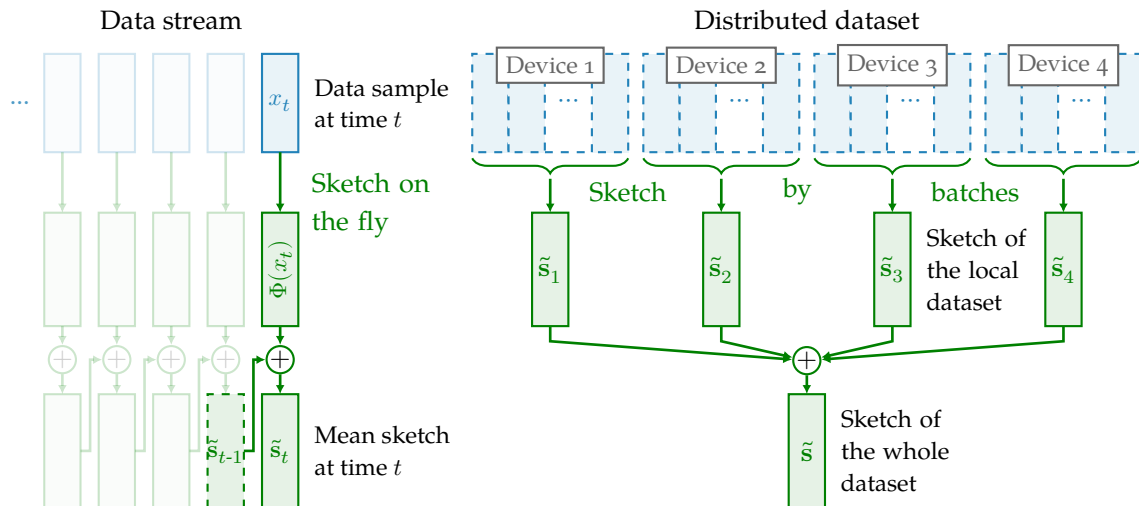 Data stream
...
x_t
Data sample
at time t
Sketch on
the fly
Φ(x_t)
+ + + + +
s̃_{t-1}
s̃_t
Mean sketch
at time t
Distributed dataset
Device 1 Device 2 Device 3 Device 4
... ... ... ...
Sketch by batches
s̃_1 s̃_2 s̃_3 s̃_4
Sketch of
the local
dataset
+
s̃
Sketch of
the whole
dataset